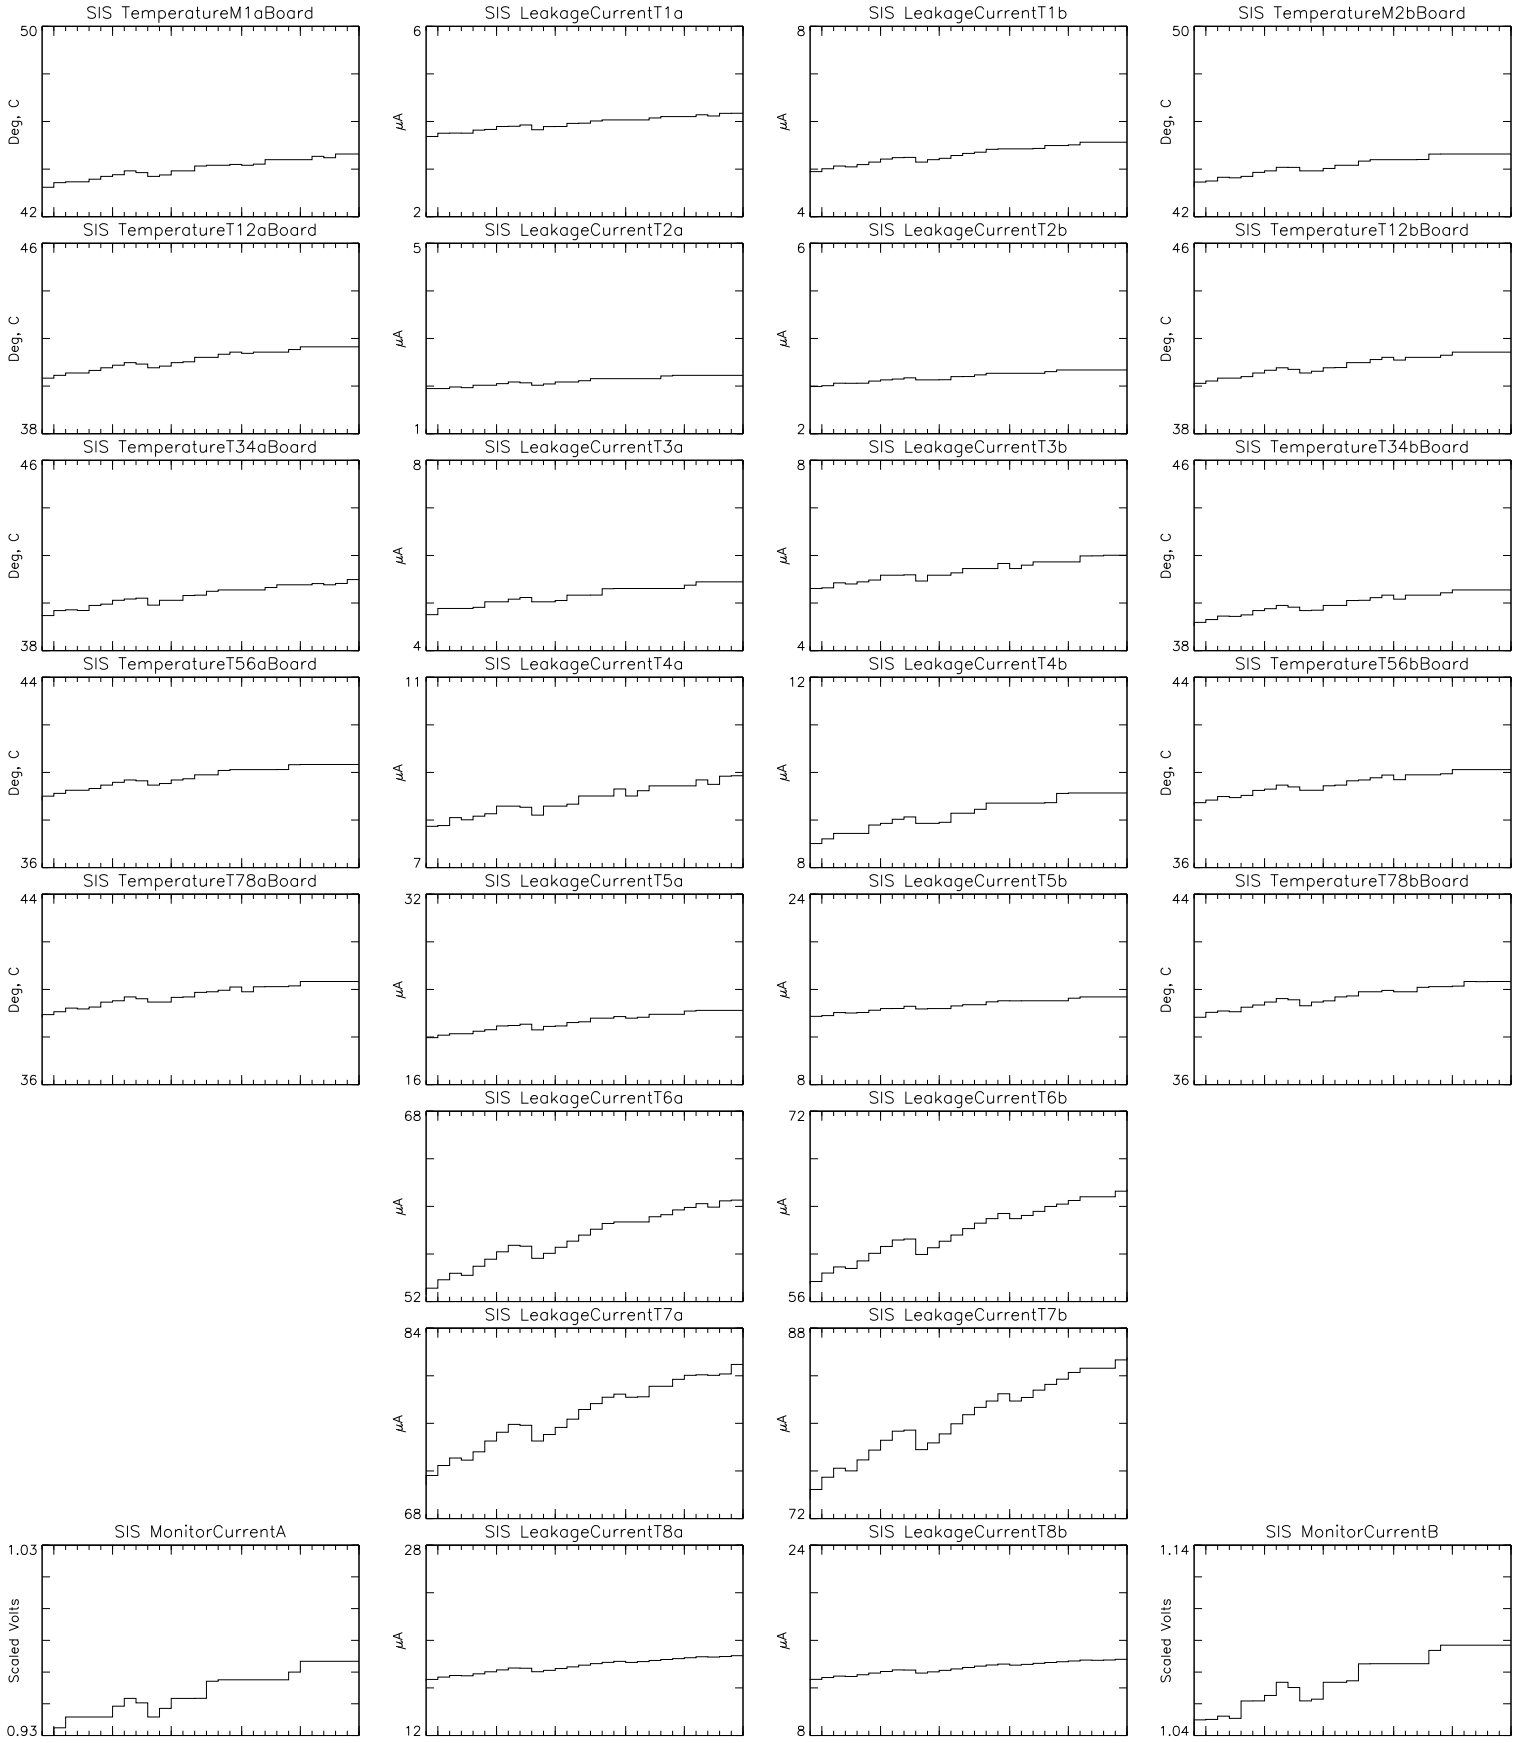 SIS TemperatureM1aBoard
50
Deg, C
42
SIS LeakageCurrentT1a
6
μA
2
SIS LeakageCurrentT1b
8
μA
4
SIS TemperatureM2bBoard
50
Deg, C
42
SIS TemperatureT12aBoard
46
Deg, C
38
SIS LeakageCurrentT2a
5
μA
1
SIS LeakageCurrentT2b
6
μA
2
SIS TemperatureT12bBoard
46
Deg, C
38
SIS TemperatureT34aBoard
46
Deg, C
38
SIS LeakageCurrentT3a
8
μA
4
SIS LeakageCurrentT3b
8
μA
4
SIS TemperatureT34bBoard
46
Deg, C
38
SIS TemperatureT56aBoard
44
Deg, C
36
SIS LeakageCurrentT4a
11
μA
7
SIS LeakageCurrentT4b
12
μA
8
SIS TemperatureT56bBoard
44
Deg, C
36
SIS TemperatureT78aBoard
44
Deg, C
36
SIS LeakageCurrentT5a
32
μA
16
SIS LeakageCurrentT5b
24
μA
8
SIS TemperatureT78bBoard
44
Deg, C
36
SIS LeakageCurrentT6a
68
μA
52
SIS LeakageCurrentT6b
72
μA
56
SIS LeakageCurrentT7a
84
μA
68
SIS LeakageCurrentT7b
88
μA
72
SIS MonitorCurrentA
1.03
Scaled Volts
0.93
SIS LeakageCurrentT8a
28
μA
12
SIS LeakageCurrentT8b
24
μA
8
SIS MonitorCurrentB
1.14
Scaled Volts
1.04